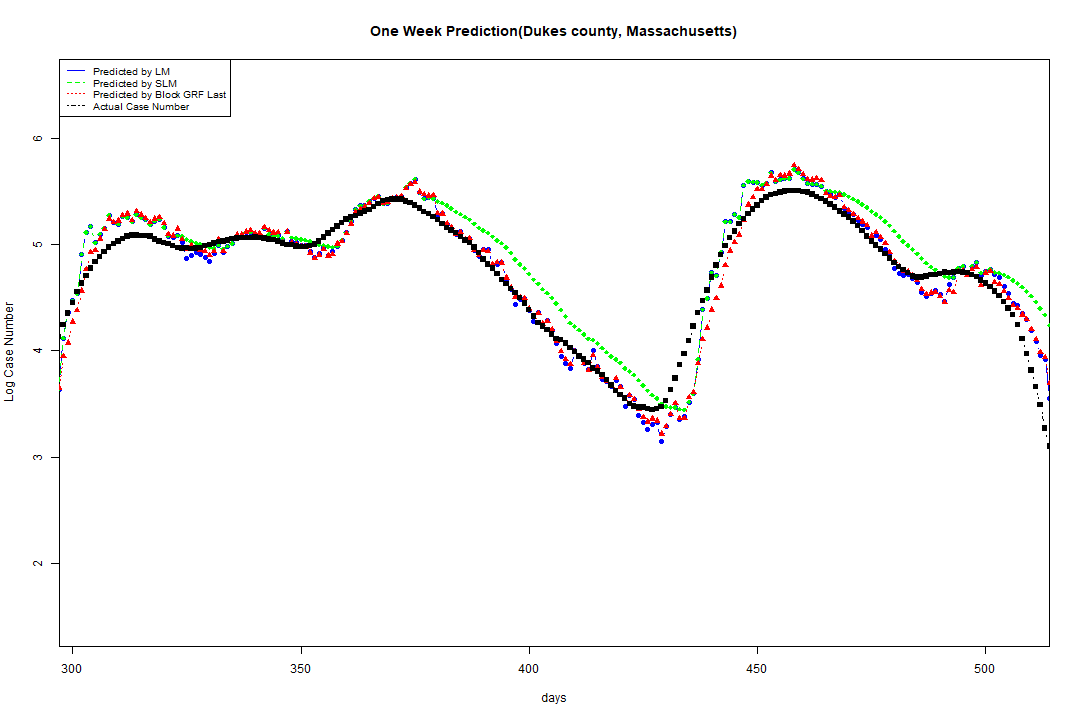 One Week Prediction(Dukes county, Massachusetts)
Predicted by LM
Predicted by SLM
Predicted by Block GRF Last
Actual Case Number
6
5
4
3
2
Log Case Number
300 350 400 450 500
days